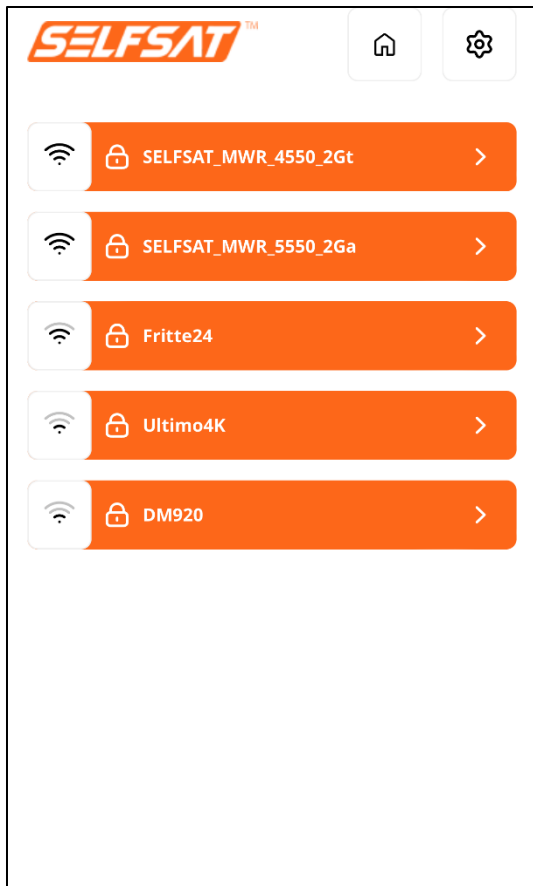 SELFSAT™
SELFSAT_MWR_4550_2Gt
SELFSAT_MWR_5550_2Ga
Fritte24
Ultimo4K
DM920